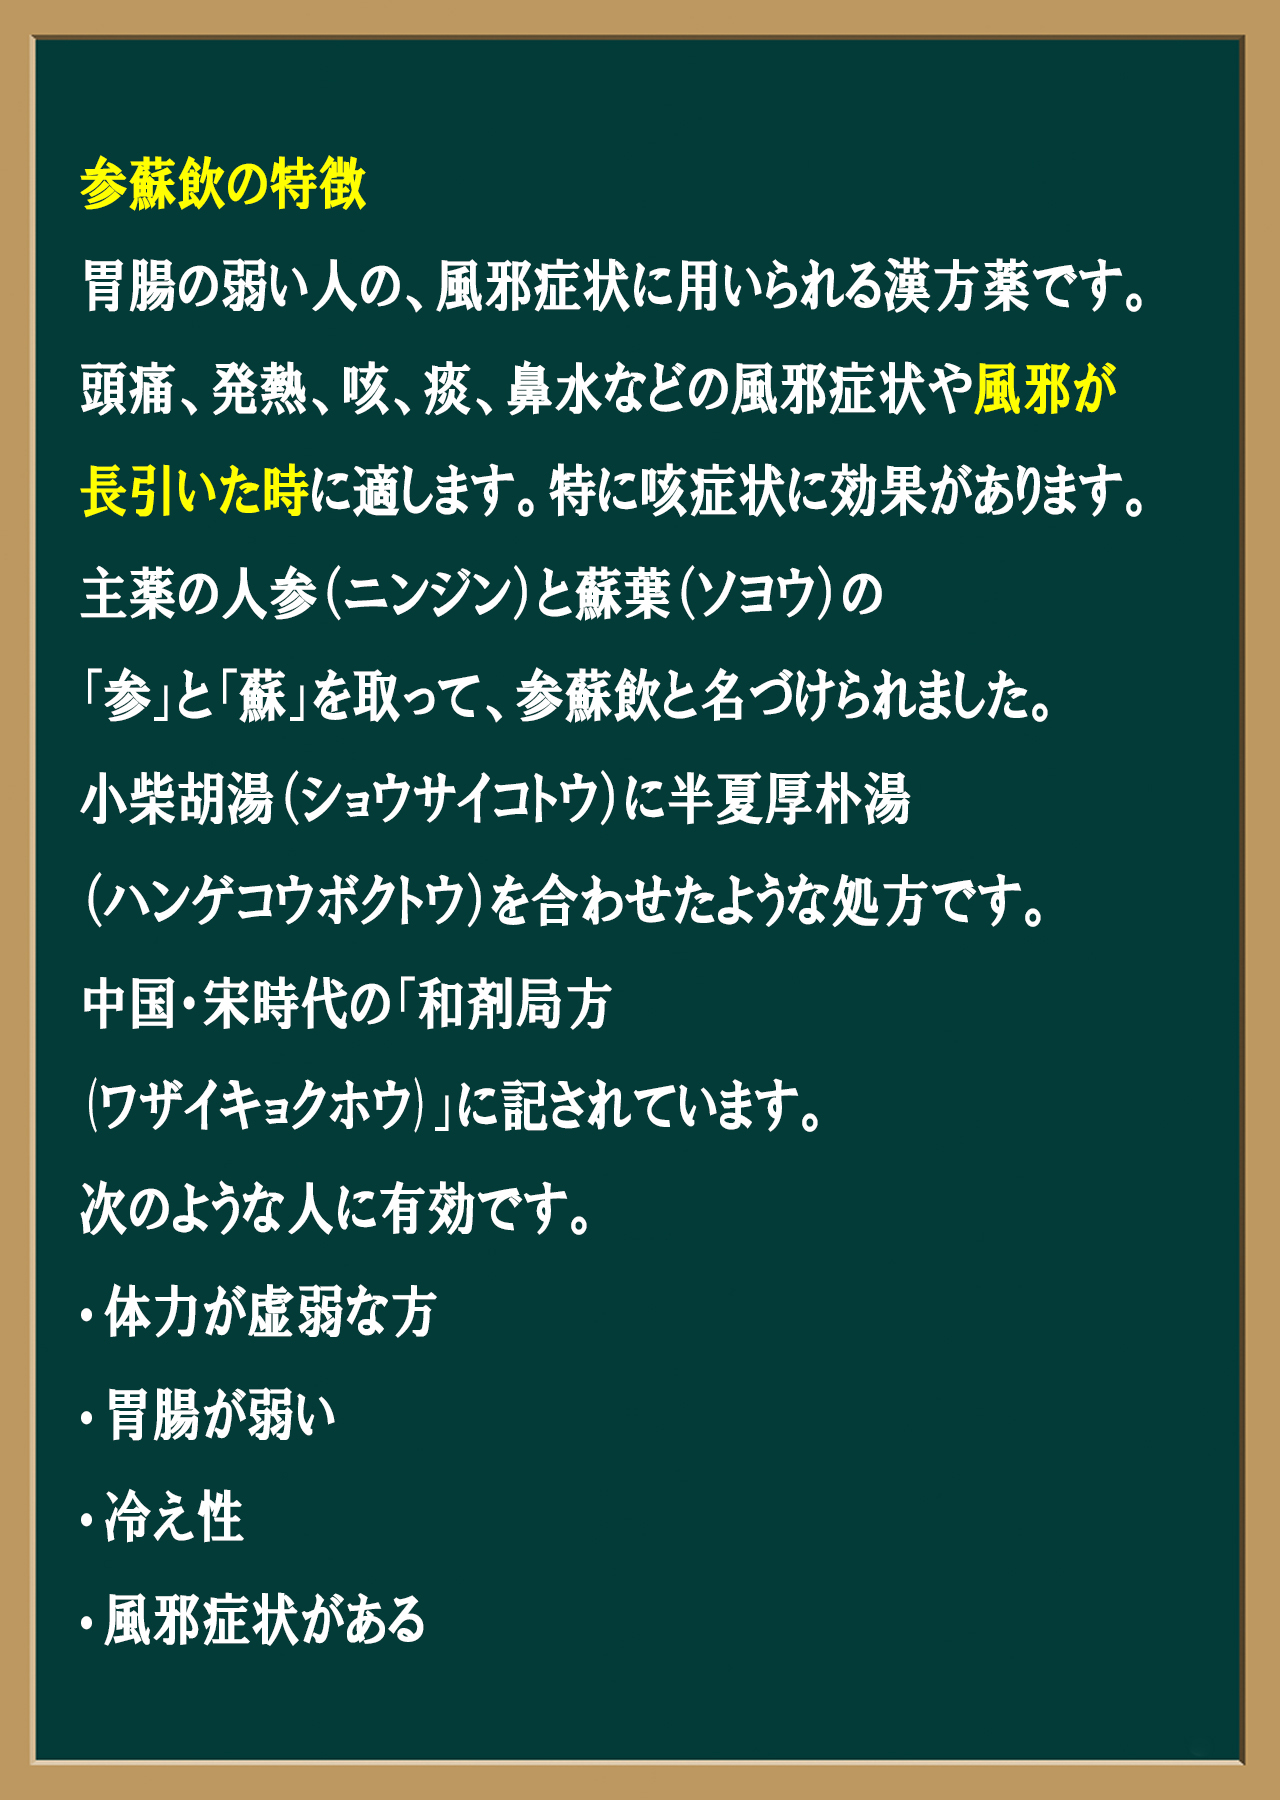 参蘇飲の特徴
胃腸の弱い人の、風邪症状に用いられる漢方薬です。
頭痛、発熱、咳、痰、鼻水などの風邪症状や風邪が
長引いた時に適します。特に咳症状に効果があります。
主薬の人参（ニンジン）と蘇葉（ソヨウ）の
「参」と「蘇」を取って、参蘇飲と名づけられました。
小柴胡湯（ショウサイコトウ）に半夏厚朴湯
（ハンゲコウボクトウ）を合わせたような処方です。
中国・宋時代の「和剤局方
(ワザイキョクホウ)」に記されています。
次のような人に有効です。
・体力が虚弱な方
・胃腸が弱い
・冷え性
・風邪症状がある